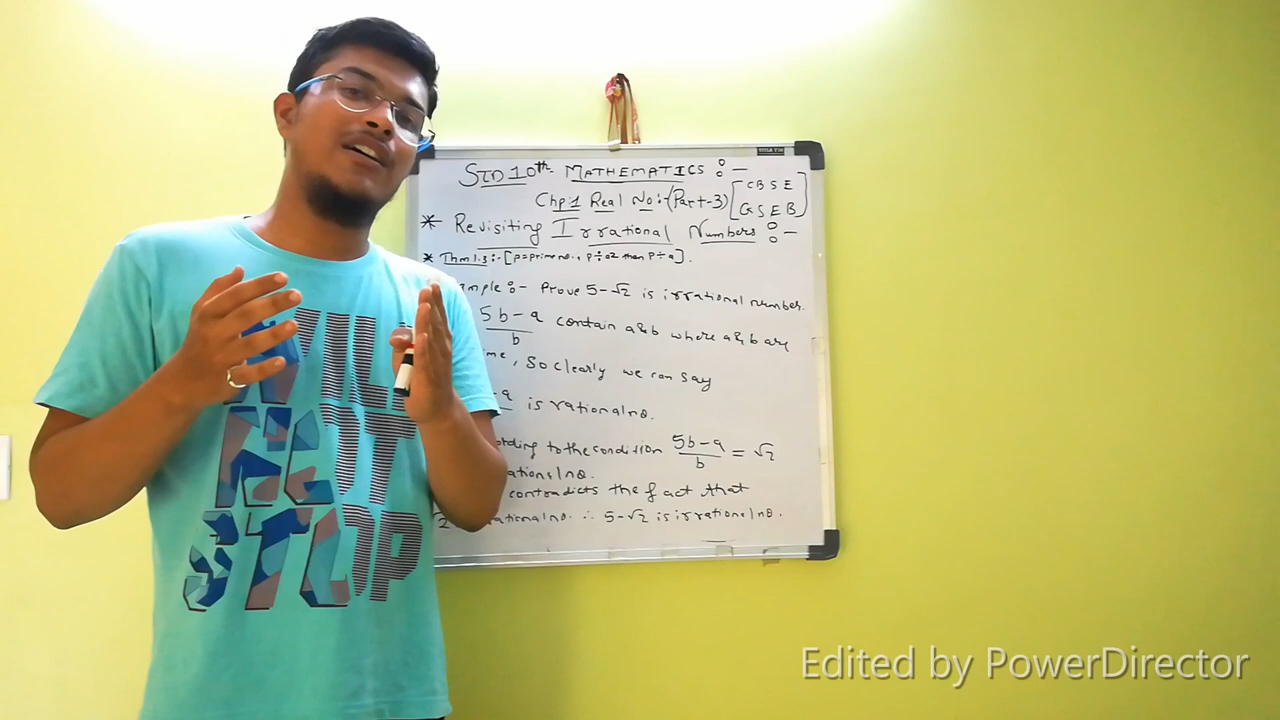 STD 10th MATHEMATICS :-
Chp:1 Real No:-(Part-3) [CBSE
GSEB]
* Revisiting Irrational Numbers :-
* Thm 1.3 :- [P=prime no., P÷a2 then P÷a].
mple :- Prove 5-√2 is irrational number.
5b-a/b contain a&b where a&b are
me, so clearly we can say
-a is rational no.
ording to the condition 5b-a/b = √2
ational no.
contradicts the fact that
√2 rational no. ∴ 5-√2 is irrational no.
WILL
NOT
STOP
Edited by PowerDirector